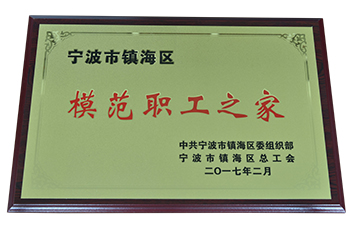 宁波市镇海区
模范职工之家
中共宁波市镇海区委组织部
宁波市镇海区总工会
二〇一七年二月